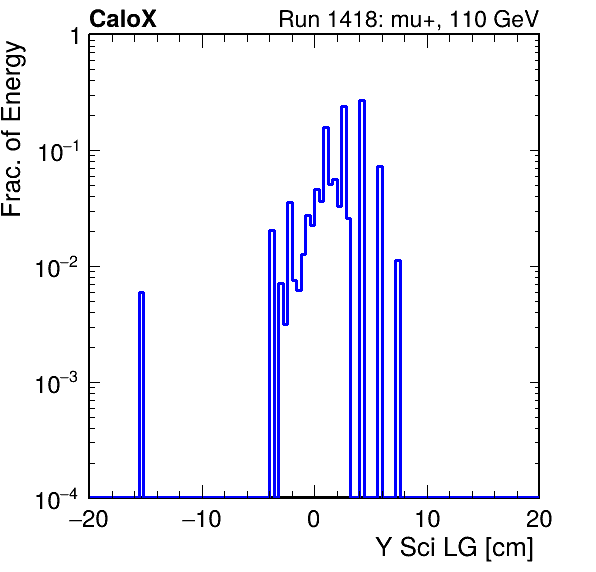 CaloX Run 1418: mu+, 110 GeV
Frac. of Energy
1
10⁻¹
10⁻²
10⁻³
10⁻⁴
−20 −10 0 10 20
Y Sci LG [cm]